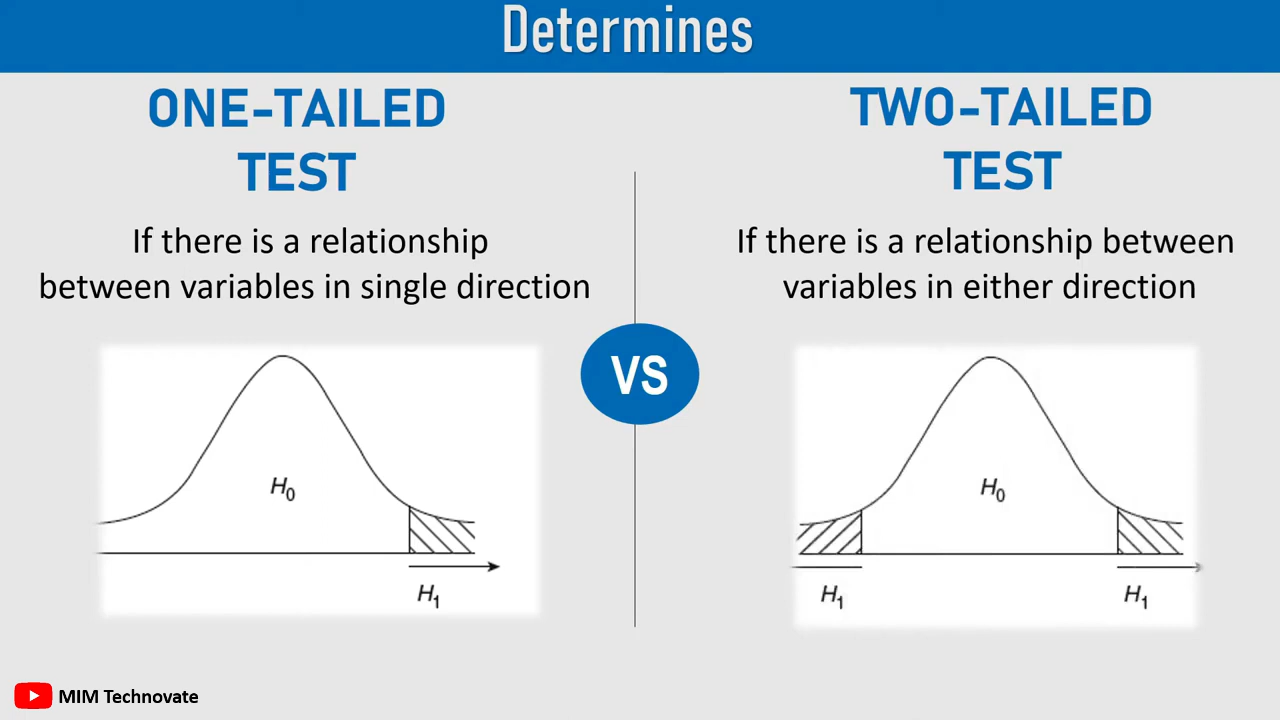 Determines
ONE-TAILED
TEST
If there is a relationship
between variables in single direction
H₀
H₁
VS
TWO-TAILED
TEST
If there is a relationship between
variables in either direction
H₀
H₁
H₁
MIM Technovate